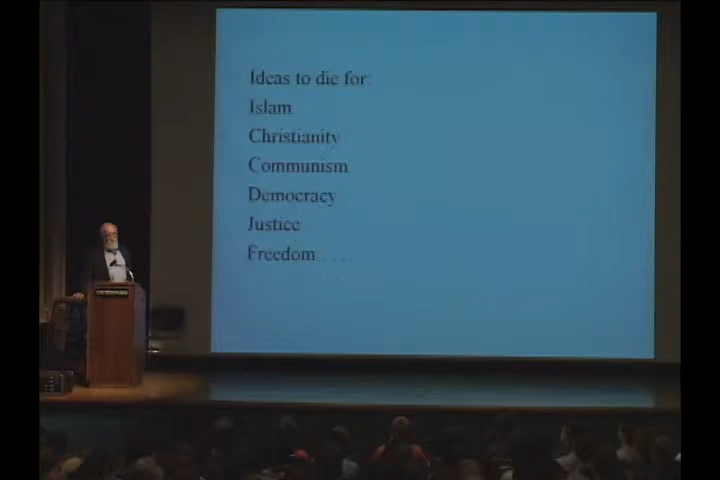 Ideas to die for:
Islam
Christianity
Communism
Democracy
Justice
Freedom.....